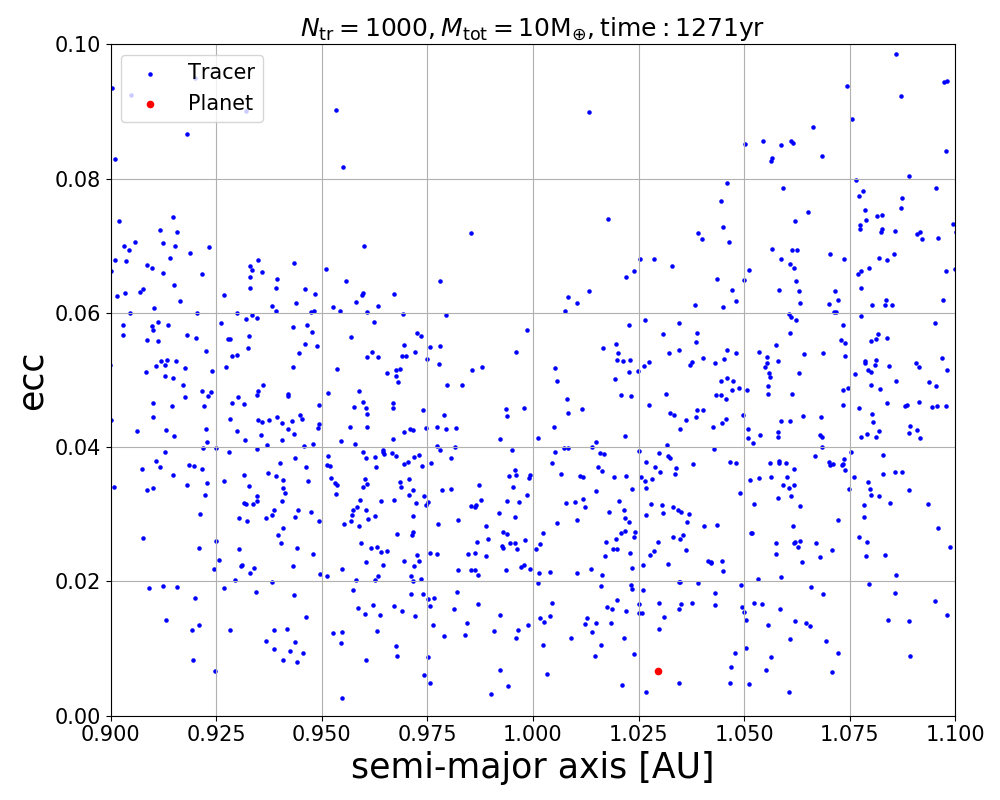 N_tr = 1000, M_tot = 10M_⊕, time : 1271yr
Tracer
Planet
ecc
0.10
0.08
0.06
0.04
0.02
0.00
0.900 0.925 0.950 0.975 1.000 1.025 1.050 1.075 1.100
semi-major axis [AU]